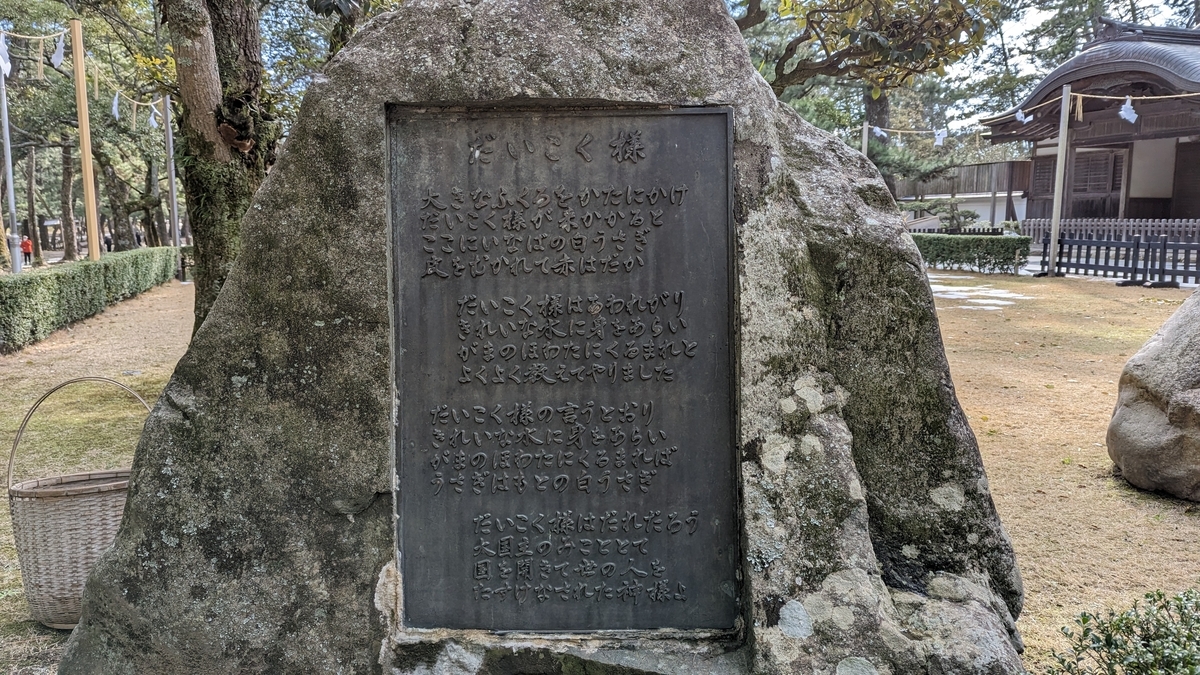 だいこく様
大きなふくろをかたにかけ
だいこく様が来かかると
ここにいなばの白うさぎ
皮をむかれて赤はだか
だいこく様はあわれがり
きれいな水に身をあらい
がまのほわたにくるまれと
よくよく教えてやりました
だいこく様の言うとおり
きれいな水に身をあらい
がまのほわたにくるまれば
うさぎはもとの白うさぎ
だいこく様はだれだろう
大国主のみこととて
国を開きて世の人を
たすけなされた神様よ